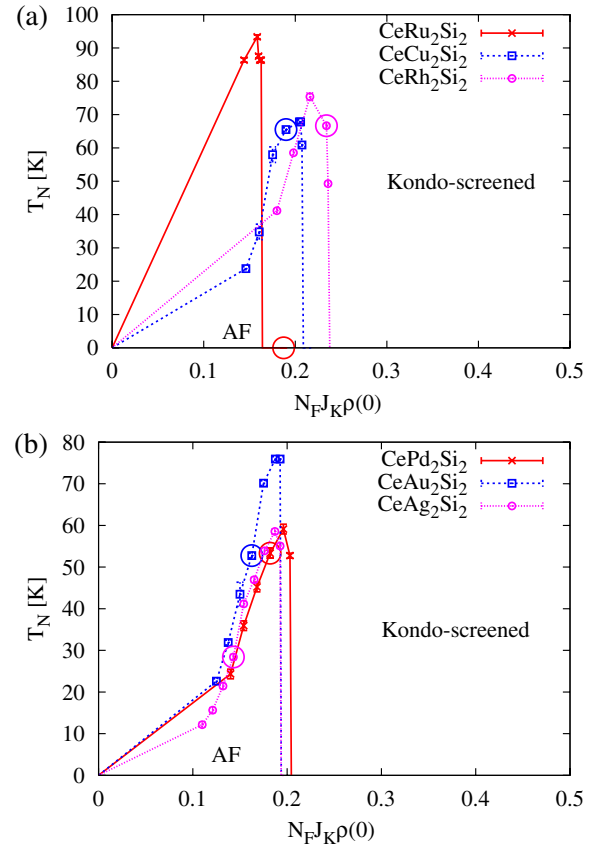 (a)
CeRu₂Si₂
CeCu₂Si₂
CeRh₂Si₂
T_N [K]
100
90
80
70
60
50
40
30
20
10
0
Kondo-screened
AF
0 0.1 0.2 0.3 0.4 0.5
N_F J_K ρ(0)
(b)
CePd₂Si₂
CeAu₂Si₂
CeAg₂Si₂
T_N [K]
80
70
60
50
40
30
20
10
0
Kondo-screened
AF
0 0.1 0.2 0.3 0.4 0.5
N_F J_K ρ(0)